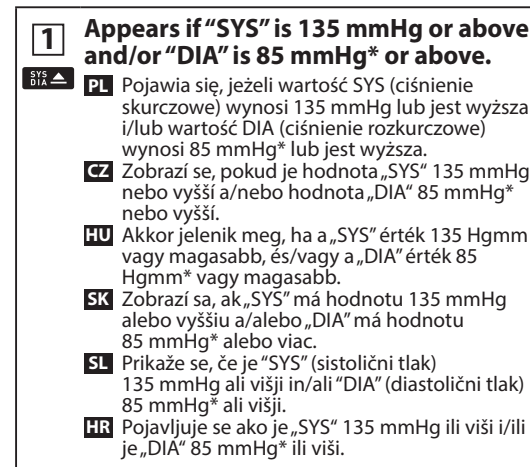 1
Appears if “SYS” is 135 mmHg or above
and/or “DIA” is 85 mmHg* or above.
SYS
DIA
PL Pojawia się, jeżeli wartość SYS (ciśnienie
skurczowe) wynosi 135 mmHg lub jest wyższa
i/lub wartość DIA (ciśnienie rozkurczowe)
wynosi 85 mmHg* lub jest wyższa.
CZ Zobrazí se, pokud je hodnota „SYS” 135 mmHg
nebo vyšší a/nebo hodnota „DIA” 85 mmHg*
nebo vyšší.
HU Akkor jelenik meg, ha a „SYS” érték 135 Hgmm
vagy magasabb, és/vagy a „DIA” érték 85
Hgmm* vagy magasabb.
SK Zobrazí sa, ak „SYS” má hodnotu 135 mmHg
alebo vyššiu a/alebo „DIA” má hodnotu
85 mmHg* alebo viac.
SL Prikaže se, če je “SYS” (sistolični tlak)
135 mmHg ali višji in/ali “DIA” (diastolični tlak)
85 mmHg* ali višji.
HR Pojavljuje se ako je „SYS“ 135 mmHg ili viši i/ili
je „DIA“ 85 mmHg* ili viši.